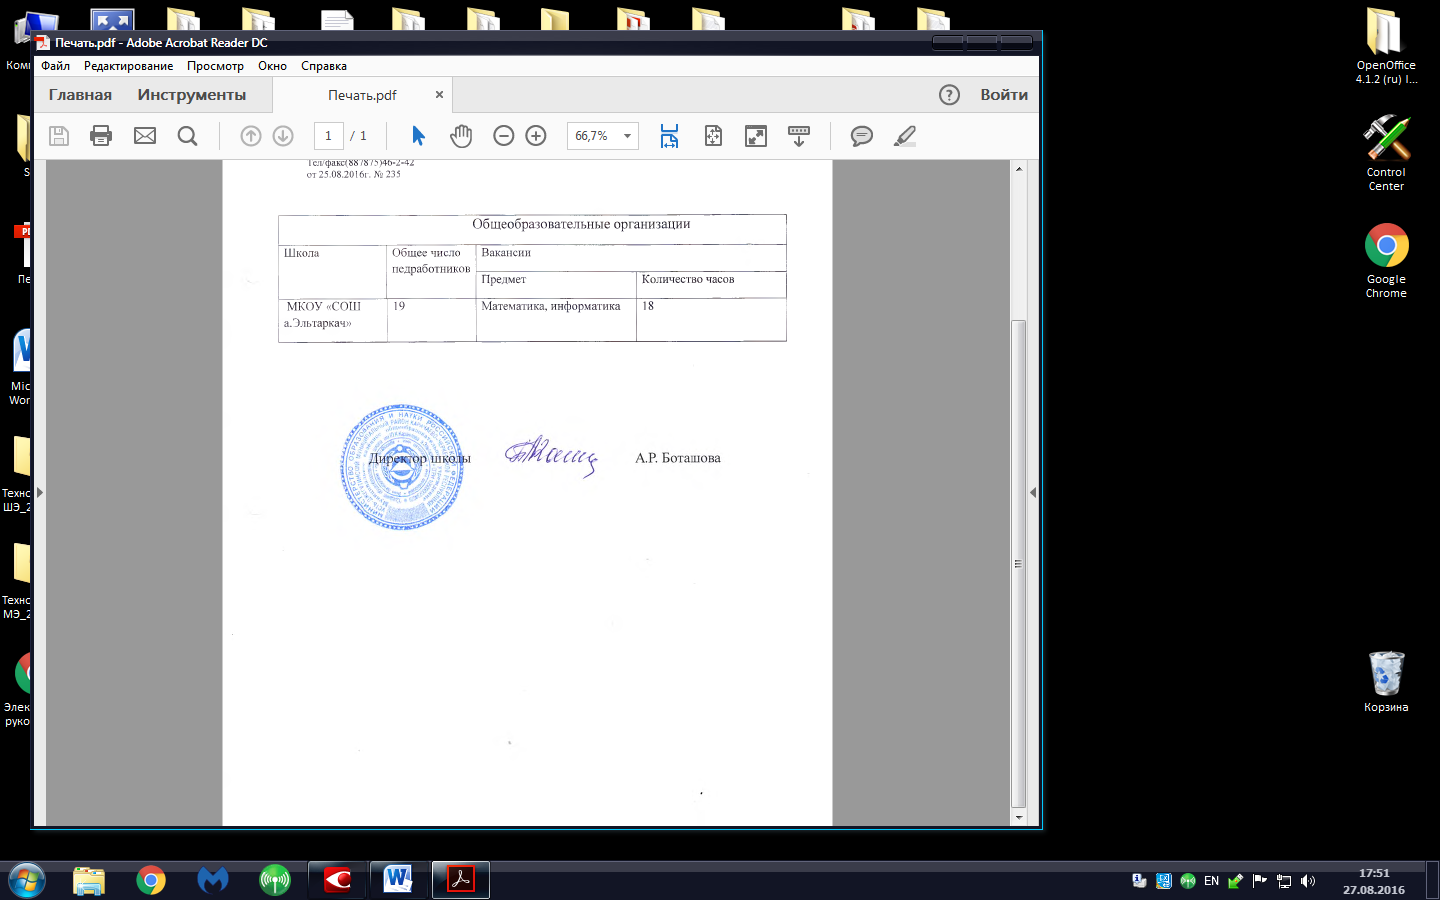 Печать.pdf - Adobe Acrobat Reader DC
Файл Редактирование Просмотр Окно Справка
Главная Инструменты Печать.pdf Войти
1 / 1 66,7%
Тел/факс(887875)46-2-42
от 25.08.2016г. № 235
Общеобразовательные организации
Школа Общее число Вакансии
педработников
Предмет Количество часов
МКОУ «СОШ 19 Математика, информатика 18
а.Эльтаркач»
Директор школы А.Р. Боташова
OpenOffice
4.1.2 (ru) I...
Control
Center
Google
Chrome
Корзина
EN
17:51
27.08.2016